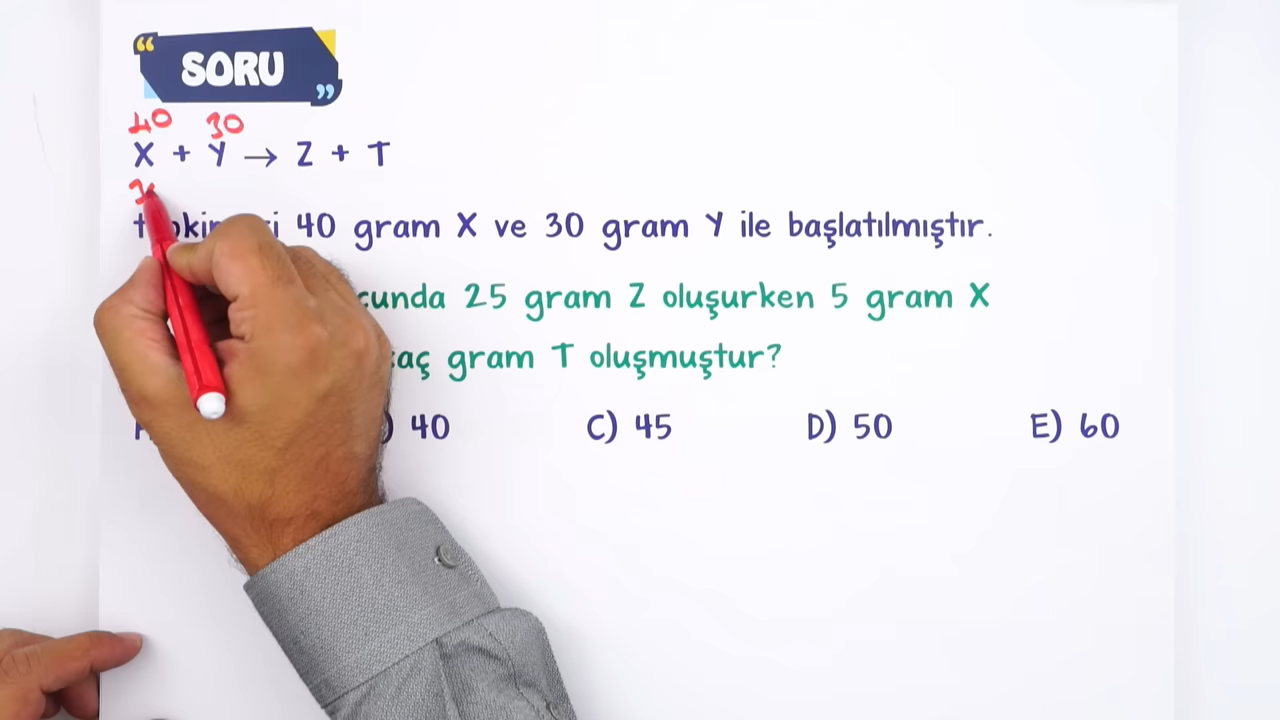 “ SORU ”
40 30
X + Y → Z + T
40 gram X ve 30 gram Y ile başlatılmıştır.
25 gram Z oluşurken 5 gram X
gram T oluşmuştur?
40 C) 45 D) 50 E) 60